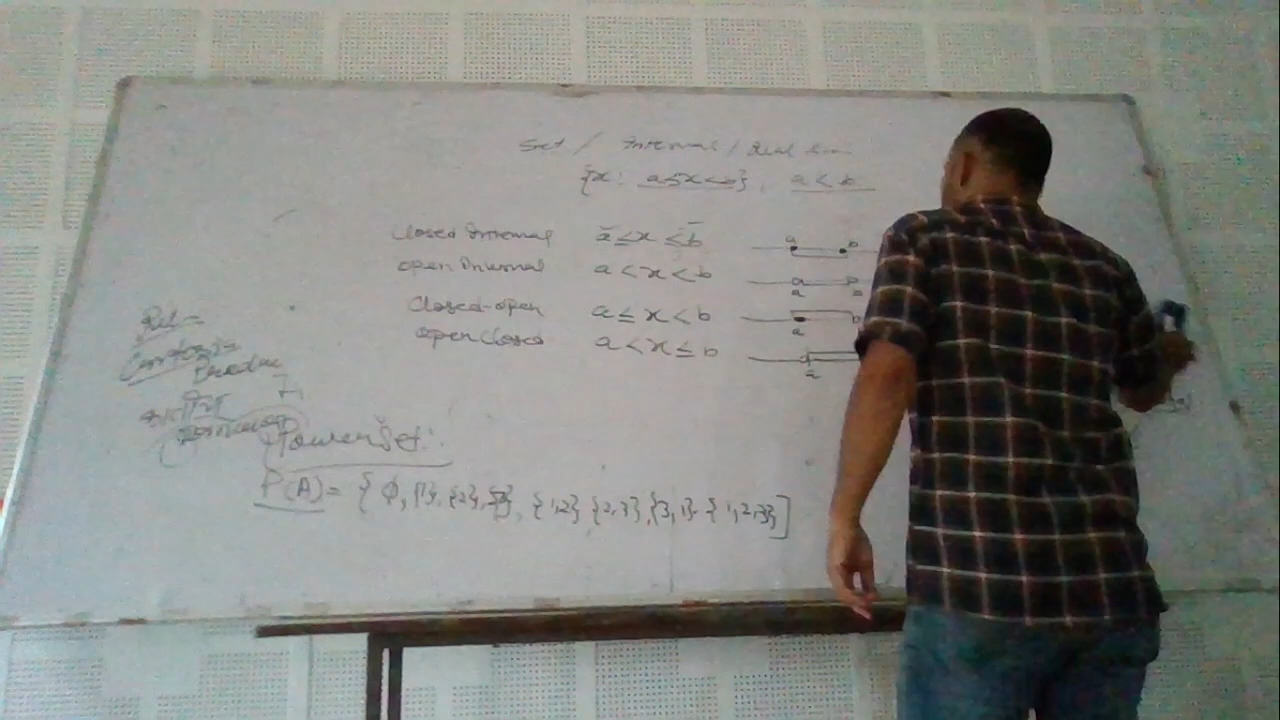 Set / Interval / Real line
{x: a≤x≤b}, a < b
Closed Interval a ≤ x ≤ b a b
open Interval a < x < b a
Closed-open a ≤ x < b a b
open Closed a < x ≤ b a
Product
Power Set:
P(A) = { ϕ, {1}, {2}, {3}, {1,2} {2,3}, {3,1}. {1,2,3}]